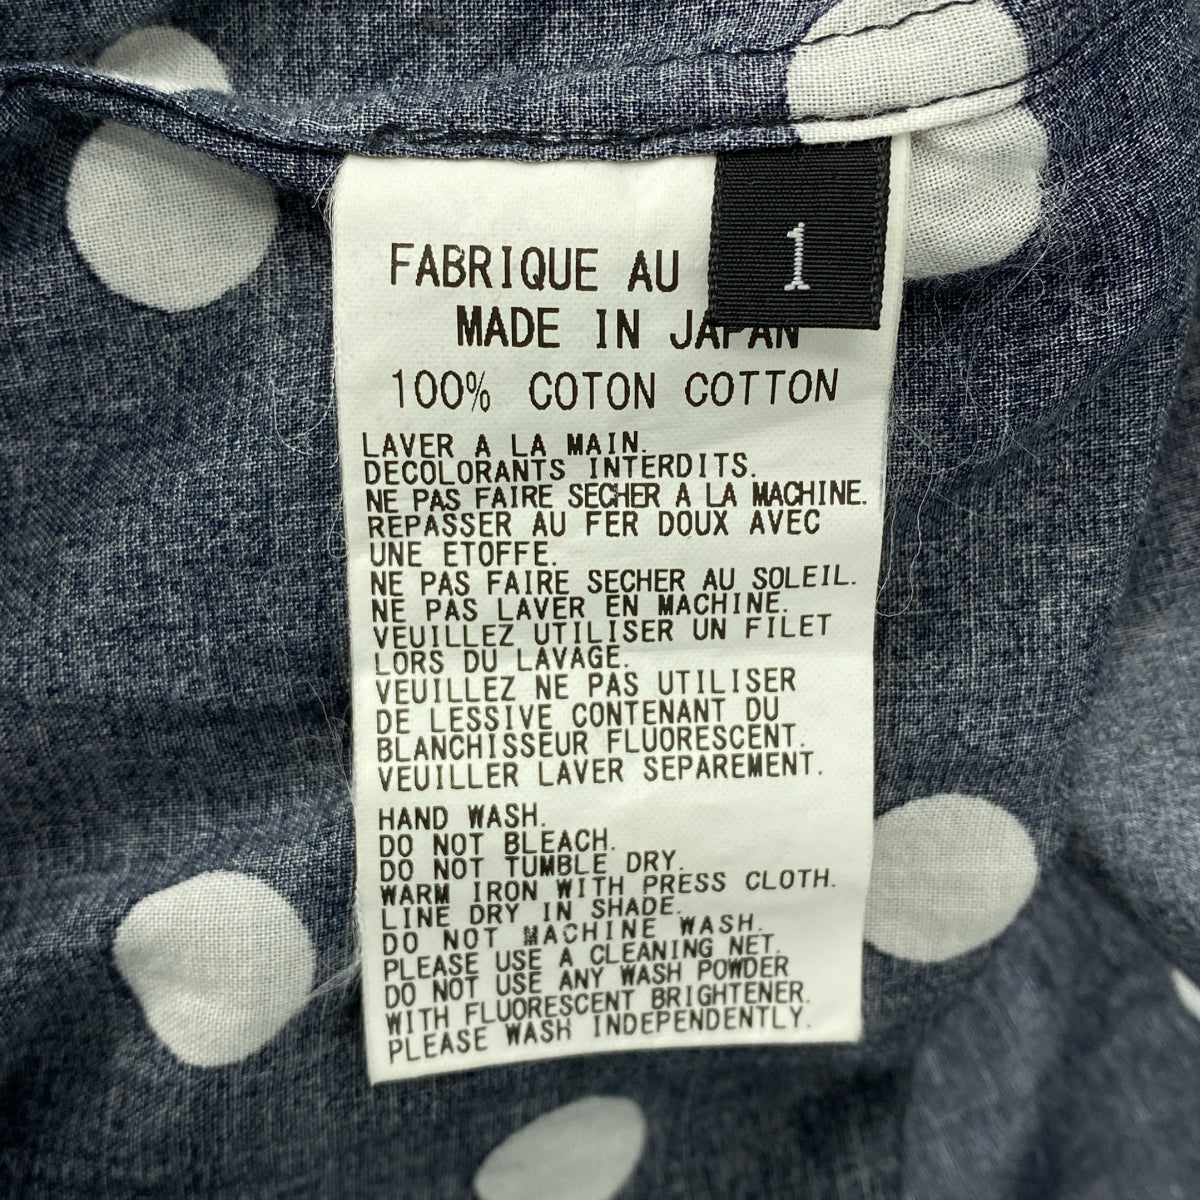 1
FABRIQUE AU
MADE IN JAPAN
100% COTON COTTON
LAVER A LA MAIN.
DECOLORANTS INTERDITS.
NE PAS FAIRE SECHER A LA MACHINE.
REPASSER AU FER DOUX AVEC
UNE ETOFFE.
NE PAS FAIRE SECHER AU SOLEIL.
NE PAS LAVER EN MACHINE.
VEUILLEZ UTILISER UN FILET
LORS DU LAVAGE.
VEUILLEZ NE PAS UTILISER
DE LESSIVE CONTENANT DU
BLANCHISSEUR FLUORESCENT.
VEUILLER LAVER SEPAREMENT.
HAND WASH.
DO NOT BLEACH.
DO NOT TUMBLE DRY.
WARM IRON WITH PRESS CLOTH.
LINE DRY IN SHADE.
DO NOT MACHINE WASH.
PLEASE USE A CLEANING NET.
DO NOT USE ANY WASH POWDER
WITH FLUORESCENT BRIGHTENER.
PLEASE WASH INDEPENDENTLY.